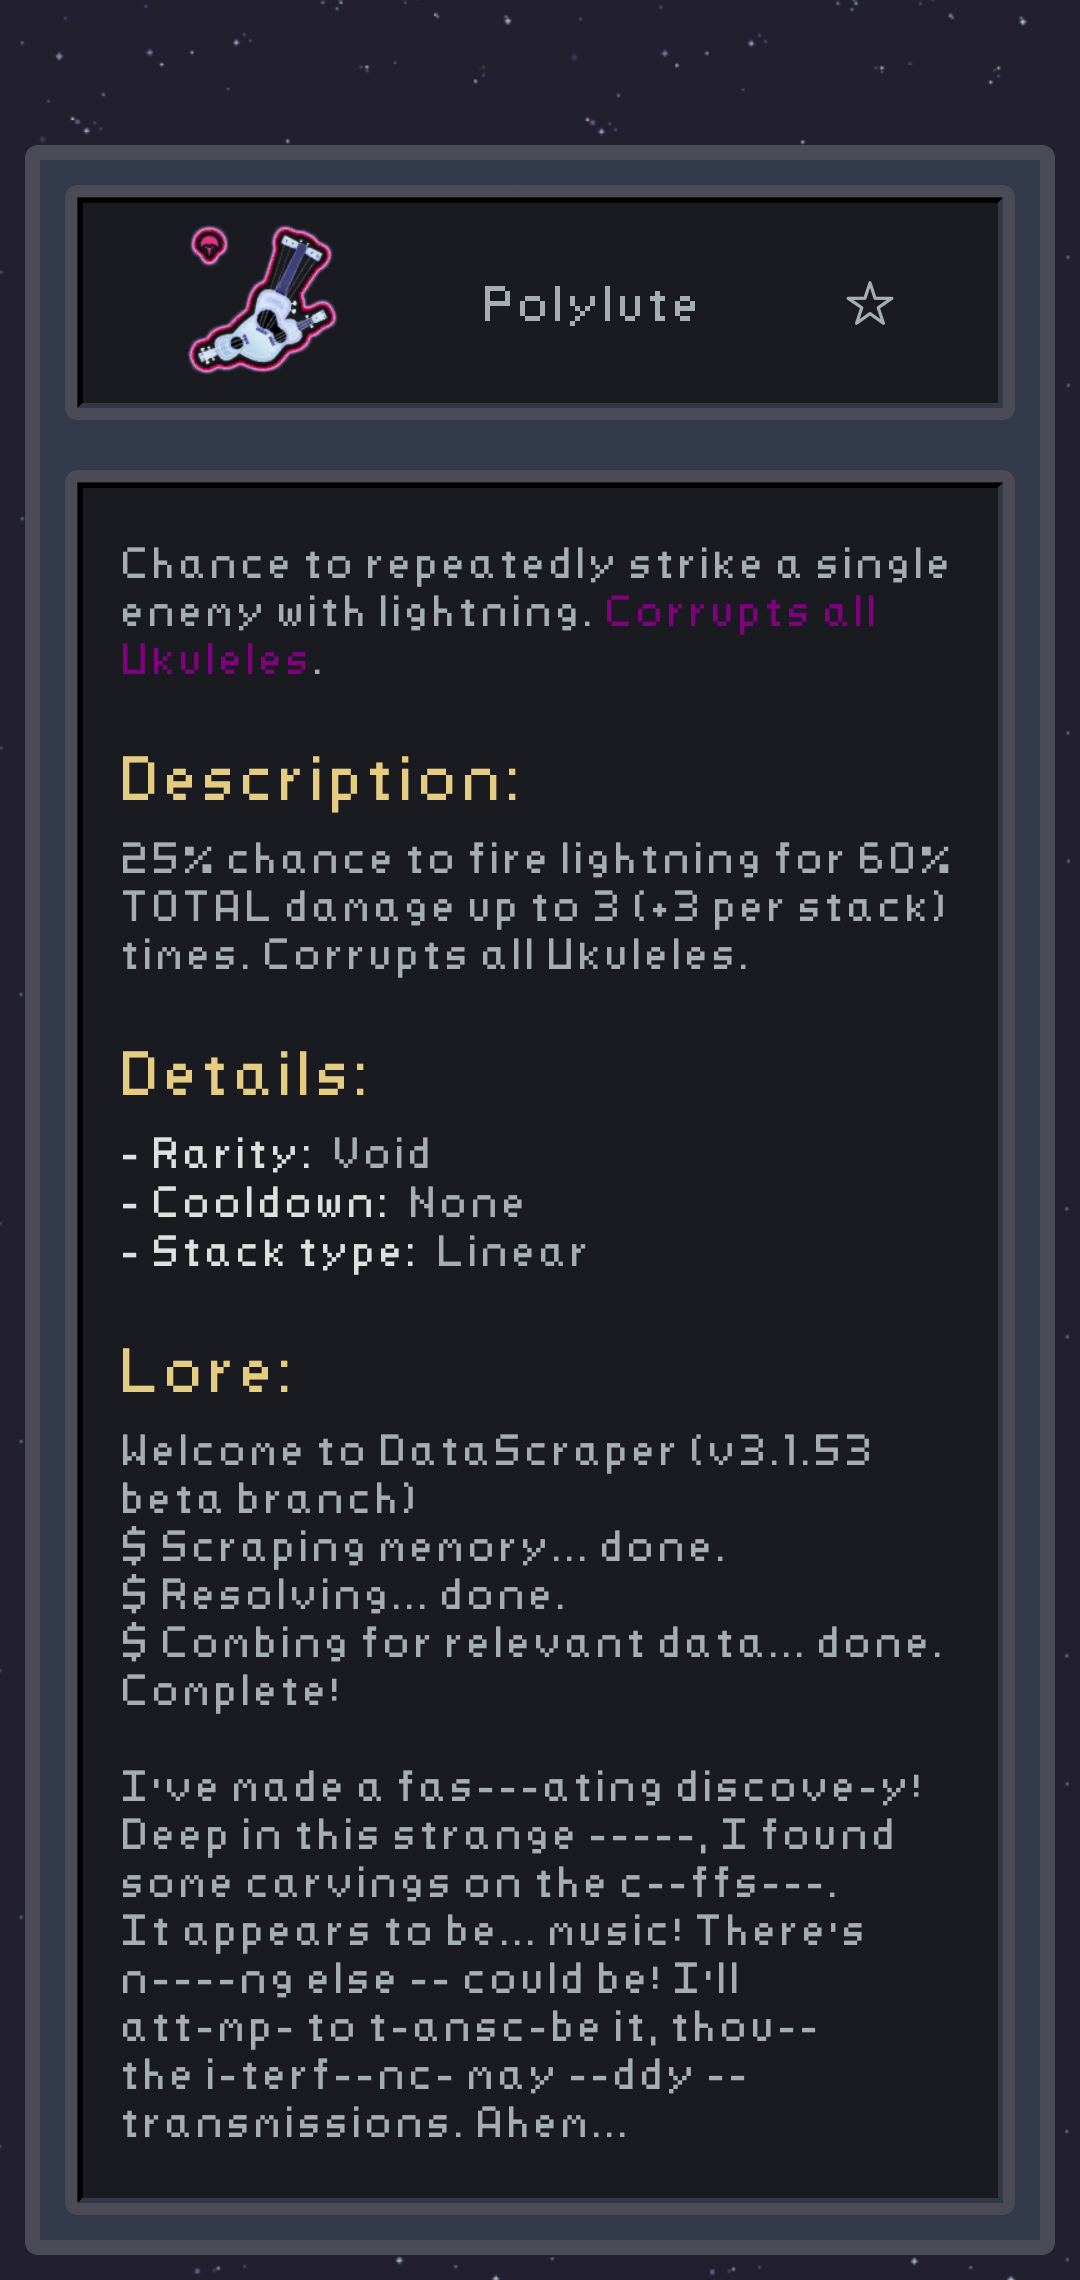 Polylute
Chance to repeatedly strike a single
enemy with lightning. Corrupts all
Ukuleles.
Description:
25% chance to fire lightning for 60%
TOTAL damage up to 3 (+3 per stack)
times. Corrupts all Ukuleles.
Details:
- Rarity: Void
- Cooldown: None
- Stack type: Linear
Lore:
Welcome to DataScraper (v3.1.53
beta branch)
$ Scraping memory... done.
$ Resolving... done.
$ Combing for relevant data... done.
Complete!
I've made a fas---ating discove-y!
Deep in this strange -----, I found
some carvings on the c--ffs---.
It appears to be... music! There's
n----ng else -- could be! I'll
att-mp- to t-ansc-be it, thou--
the i-terf--nc- may --ddy --
transmissions. Ahem...